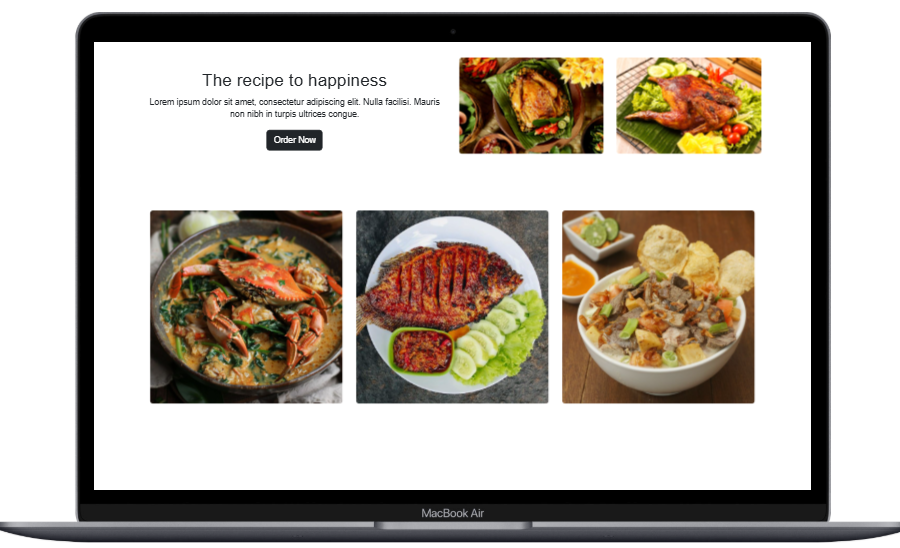 The recipe to happiness
Lorem ipsum dolor sit amet, consectetur adipiscing elit. Nulla facilisi. Mauris
non nibh in turpis ultrices congue.
Order Now
MacBook Air